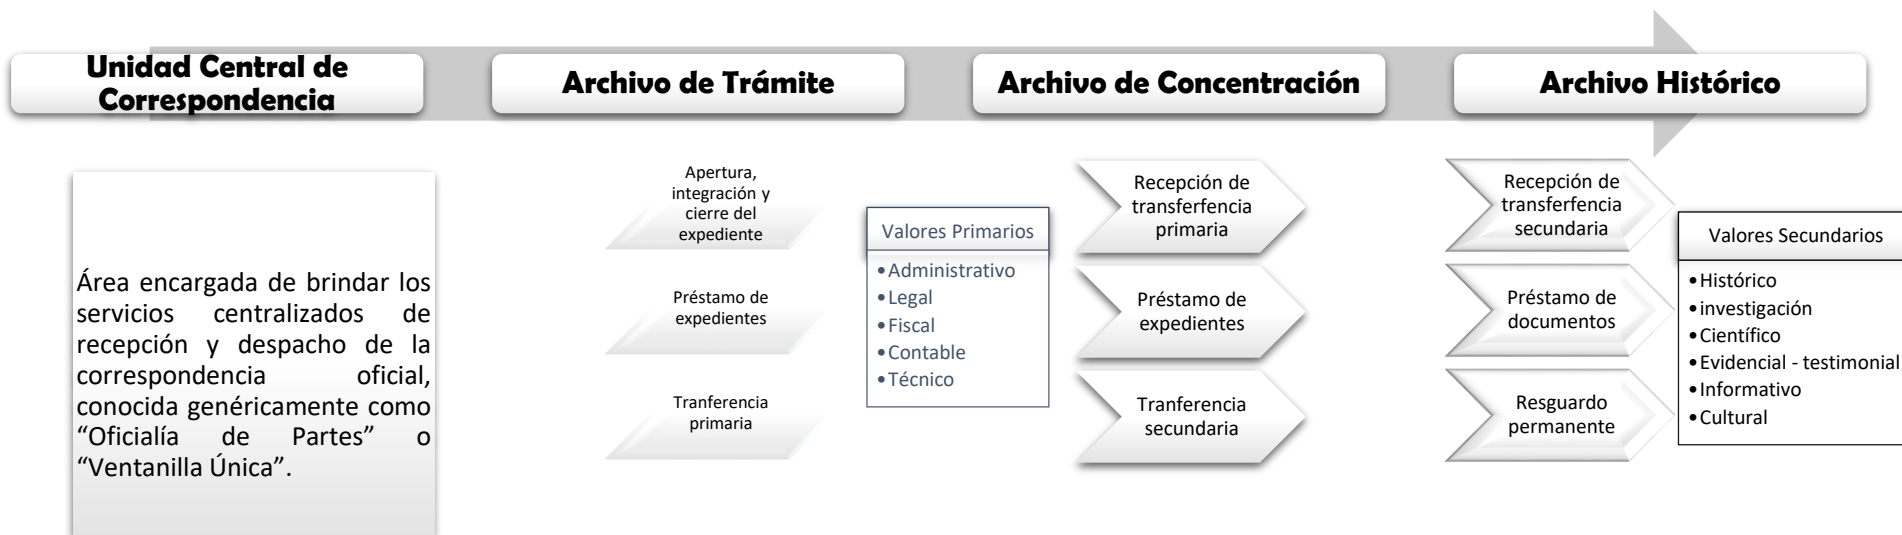 Unidad Central de
Correspondencia
Archivo de Trámite
Archivo de Concentración
Archivo Histórico
Área encargada de brindar los
servicios centralizados de
recepción y despacho de la
correspondencia oficial,
conocida genéricamente como
“Oficialía de Partes” o
“Ventanilla Única”.
Apertura,
integración y
cierre del
expediente
Préstamo de
expedientes
Tranferencia
primaria
Valores Primarios
•Administrativo
•Legal
•Fiscal
•Contable
•Técnico
Recepción de
transferfencia
primaria
Préstamo de
expedientes
Tranferencia
secundaria
Recepción de
transferfencia
secundaria
Préstamo de
documentos
Resguardo
permanente
Valores Secundarios
•Histórico
•investigación
•Científico
•Evidencial - testimonial
•Informativo
•Cultural